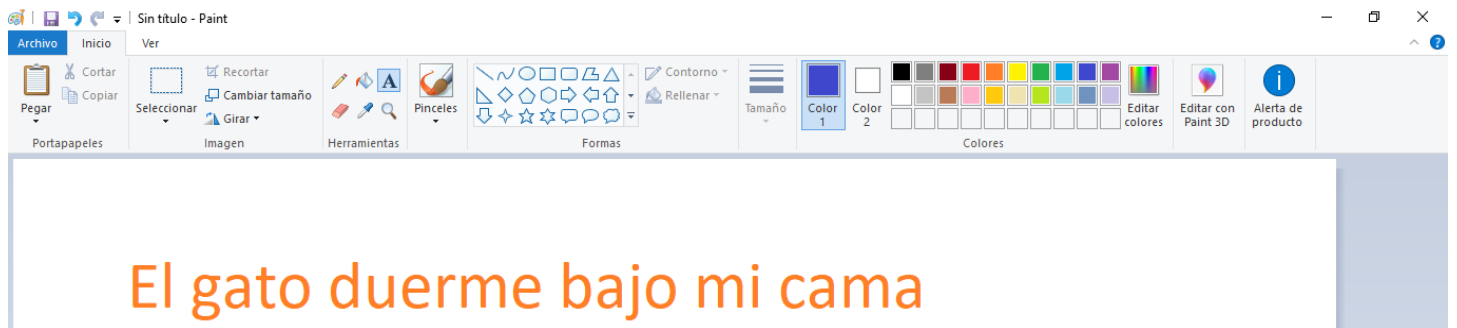 Sin título - Paint
Archivo Inicio Ver
Pegar
Cortar
Copiar
Portapapeles
Seleccionar
Recortar
Cambiar tamaño
Girar
Imagen
A
Herramientas
Pinceles
Contorno
Rellenar
Formas
Tamaño
Color 1
Color 2
Editar colores
Colores
Editar con Paint 3D
Alerta de producto
El gato duerme bajo mi cama